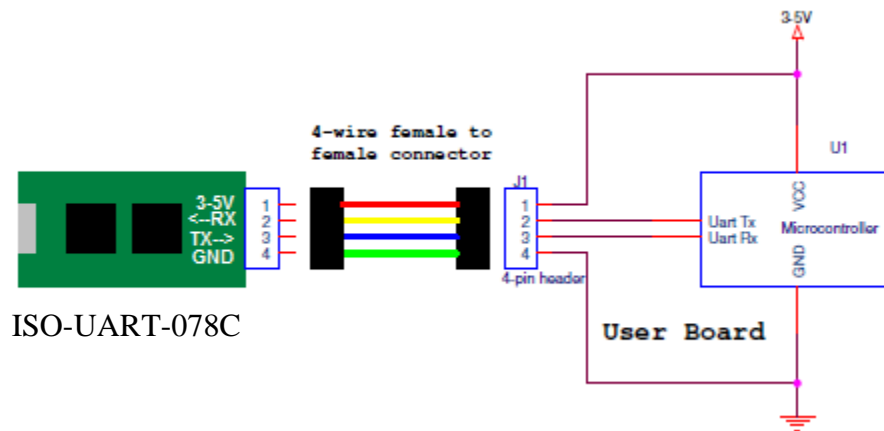 3-5V
4-wire female to
female connector
U1
J1
3-5V
<--RX
TX-->
GND
1
2
3
4
1
2
3
4
Uart Tx
Uart Rx
VCC
Microcontroller
GND
4-pin header
ISO-UART-078C
User Board